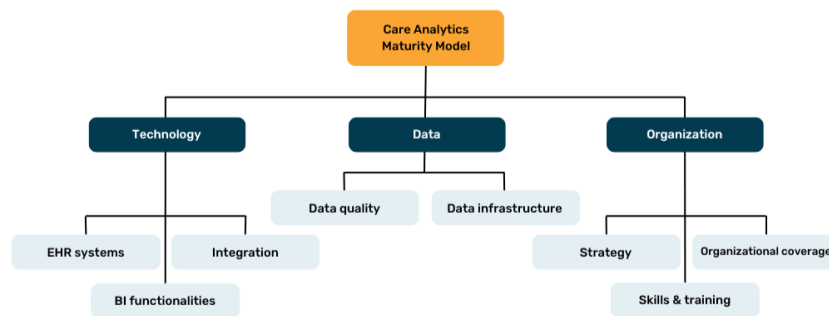 Care Analytics
Maturity Model
Technology
Data
Organization
Data quality
Data infrastructure
EHR systems
Integration
Strategy
Organizational coverage
BI functionalities
Skills & training